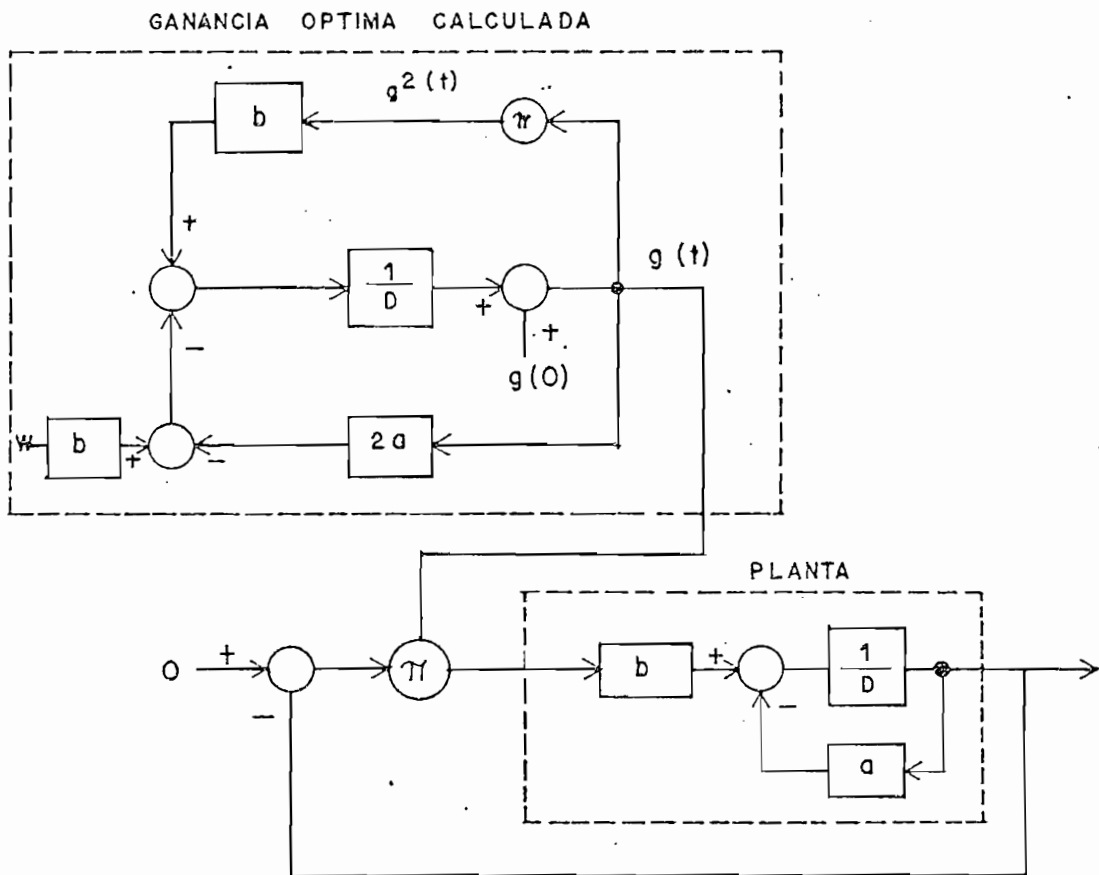 GANANCIA OPTIMA CALCULADA
g²(t)
b
π
+
g(t)
1
D
+
+
g(0)
−
W
b
+
−
2a
PLANTA
0
+
π
b
+
1
D
−
−
a